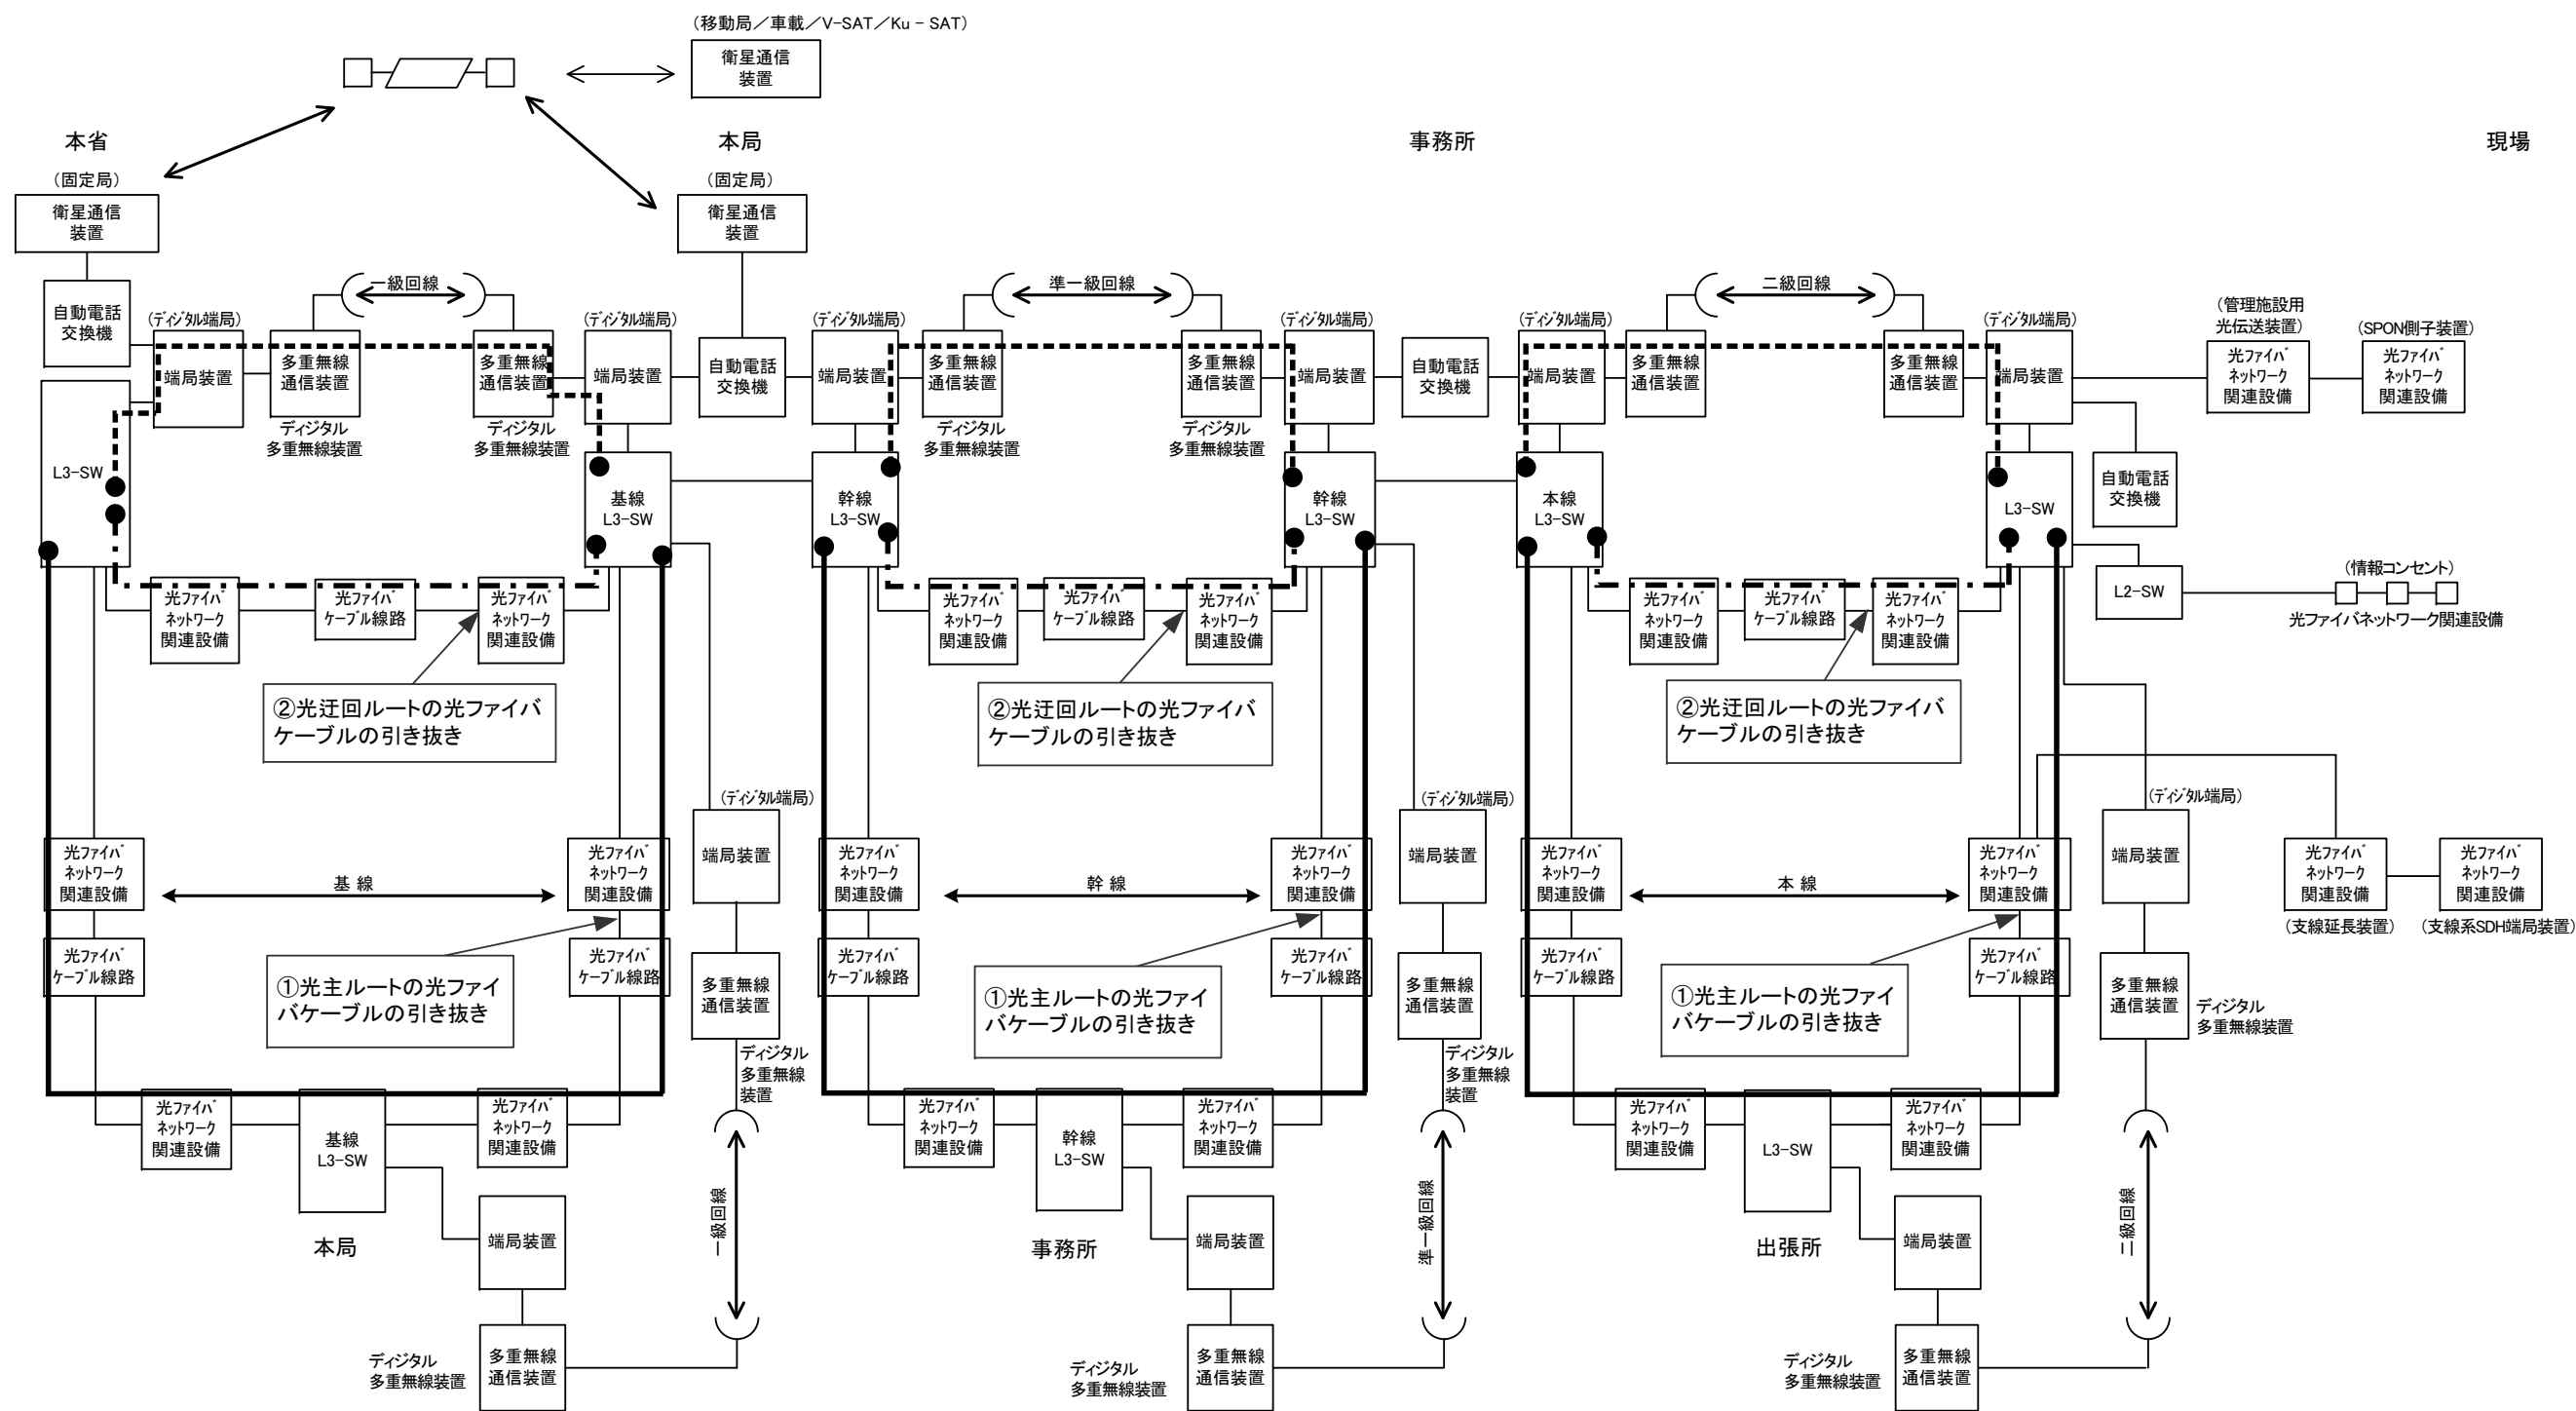 （移動局／車載／V-SAT／Ku－SAT）
衛星通信
装置
本省
本局
事務所
現場
（固定局）
衛星通信
装置
（固定局）
衛星通信
装置
一級回線
準一級回線
二級回線
自動電話
交換機
（ディジタル端局）
端局装置
多重無線
通信装置
ディジタル
多重無線装置
多重無線
通信装置
ディジタル
多重無線装置
（ディジタル端局）
端局装置
自動電話
交換機
（ディジタル端局）
端局装置
多重無線
通信装置
ディジタル
多重無線装置
多重無線
通信装置
ディジタル
多重無線装置
（ディジタル端局）
端局装置
自動電話
交換機
（ディジタル端局）
端局装置
多重無線
通信装置
多重無線
通信装置
（ディジタル端局）
端局装置
（管理施設用
光伝送装置）
光ファイバ
ネットワーク
関連設備
（SPON側子装置）
光ファイバ
ネットワーク
関連設備
L3-SW
基線
L3-SW
幹線
L3-SW
幹線
L3-SW
本線
L3-SW
L3-SW
自動電話
交換機
L2-SW
（情報コンセント）
光ファイバネットワーク関連設備
光ファイバ
ネットワーク
関連設備
光ファイバ
ケーブル線路
光ファイバ
ネットワーク
関連設備
光ファイバ
ネットワーク
関連設備
光ファイバ
ケーブル線路
光ファイバ
ネットワーク
関連設備
光ファイバ
ネットワーク
関連設備
光ファイバ
ケーブル線路
光ファイバ
ネットワーク
関連設備
②光迂回ルートの光ファイバ
ケーブルの引き抜き
②光迂回ルートの光ファイバ
ケーブルの引き抜き
②光迂回ルートの光ファイバ
ケーブルの引き抜き
光ファイバ
ネットワーク
関連設備
基 線
光ファイバ
ネットワーク
関連設備
（ディジタル端局）
端局装置
光ファイバ
ネットワーク
関連設備
幹 線
光ファイバ
ネットワーク
関連設備
（ディジタル端局）
端局装置
光ファイバ
ネットワーク
関連設備
本 線
光ファイバ
ネットワーク
関連設備
（ディジタル端局）
端局装置
光ファイバ
ネットワーク
関連設備
（支線延長装置）
光ファイバ
ネットワーク
関連設備
（支線系SDH端局装置）
光ファイバ
ケーブル線路
①光主ルートの光ファイ
バケーブルの引き抜き
光ファイバ
ケーブル線路
多重無線
通信装置
ディジタル
多重無線
装置
光ファイバ
ケーブル線路
①光主ルートの光ファイ
バケーブルの引き抜き
光ファイバ
ケーブル線路
多重無線
通信装置
ディジタル
多重無線
装置
光ファイバ
ケーブル線路
①光主ルートの光ファイ
バケーブルの引き抜き
光ファイバ
ケーブル線路
多重無線
通信装置
ディジタル
多重無線装置
光ファイバ
ネットワーク
関連設備
基線
L3-SW
光ファイバ
ネットワーク
関連設備
光ファイバ
ネットワーク
関連設備
幹線
L3-SW
光ファイバ
ネットワーク
関連設備
光ファイバ
ネットワーク
関連設備
L3-SW
光ファイバ
ネットワーク
関連設備
本局
端局装置
一級回線
事務所
端局装置
準一級回線
出張所
端局装置
二級回線
ディジタル
多重無線装置
多重無線
通信装置
ディジタル
多重無線装置
多重無線
通信装置
ディジタル
多重無線装置
多重無線
通信装置